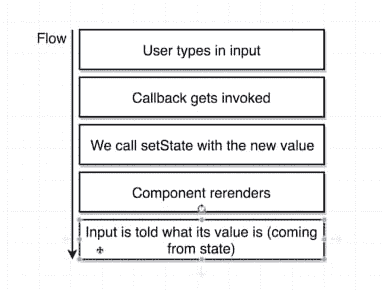 Flow
User types in input
Callback gets invoked
We call setState with the new value
Component rerenders
Input is told what its value is (coming
from state)